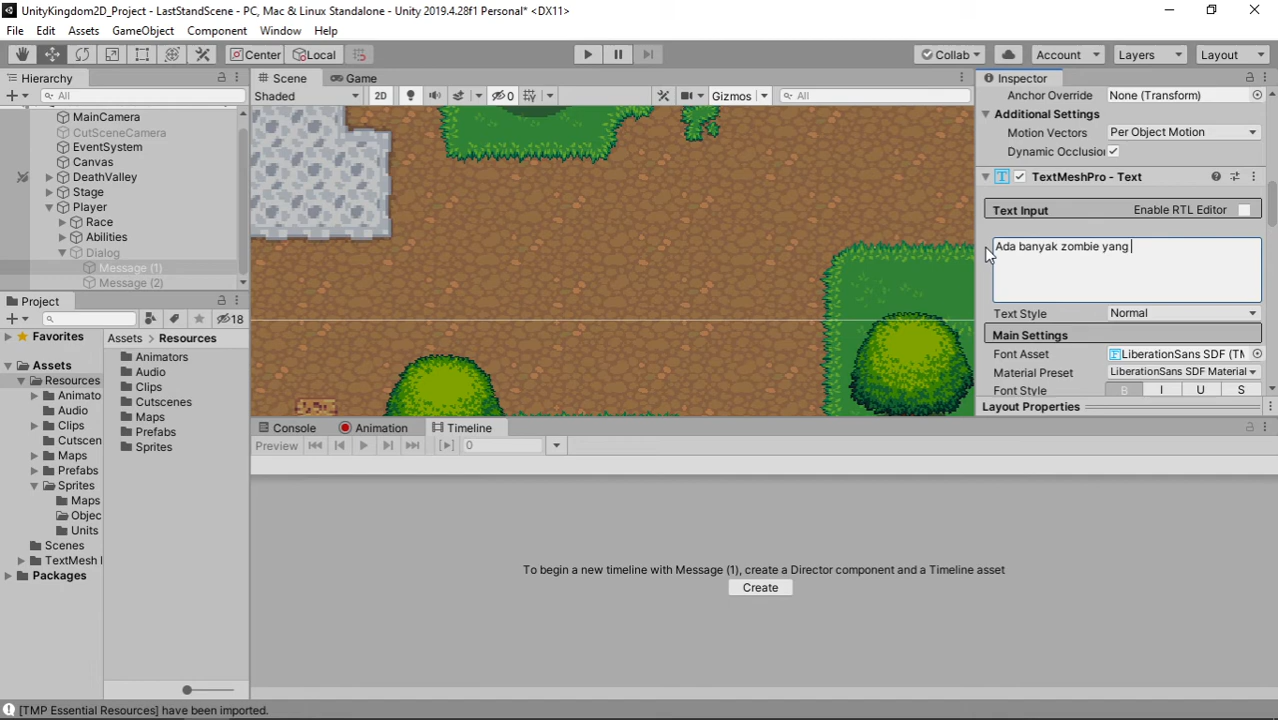 UnityKingdom2D_Project - LastStandScene - PC, Mac & Linux Standalone - Unity 2019.4.28f1 Personal* <DX11>
File Edit Assets GameObject Component Window Help
Center Local Collab Account Layers Layout
Hierarchy
All
MainCamera
CutSceneCamera
EventSystem
Canvas
DeathValley
Stage
Player
Race
Abilities
Dialog
Message (1)
Message (2)
Project
18
Favorites
Assets
Resources
Animato
Audio
Clips
Cutscen
Maps
Prefabs
Sprites
Maps
Objec
Units
Scenes
TextMesh
Packages
Assets Resources
Animators
Audio
Clips
Cutscenes
Maps
Prefabs
Sprites
Scene Game
Shaded 2D 0 Gizmos All
Console Animation Timeline
Preview 0
To begin a new timeline with Message (1), create a Director component and a Timeline asset
Create
Inspector
Anchor Override None (Transform)
Additional Settings
Motion Vectors Per Object Motion
Dynamic Occlusion
TextMeshPro - Text
Text Input Enable RTL Editor
Ada banyak zombie yang
Text Style Normal
Main Settings
Font Asset LiberationSans SDF (TM
Material Preset LiberationSans SDF Material
Font Style B I U S
Layout Properties
[TMP Essential Resources] have been imported.